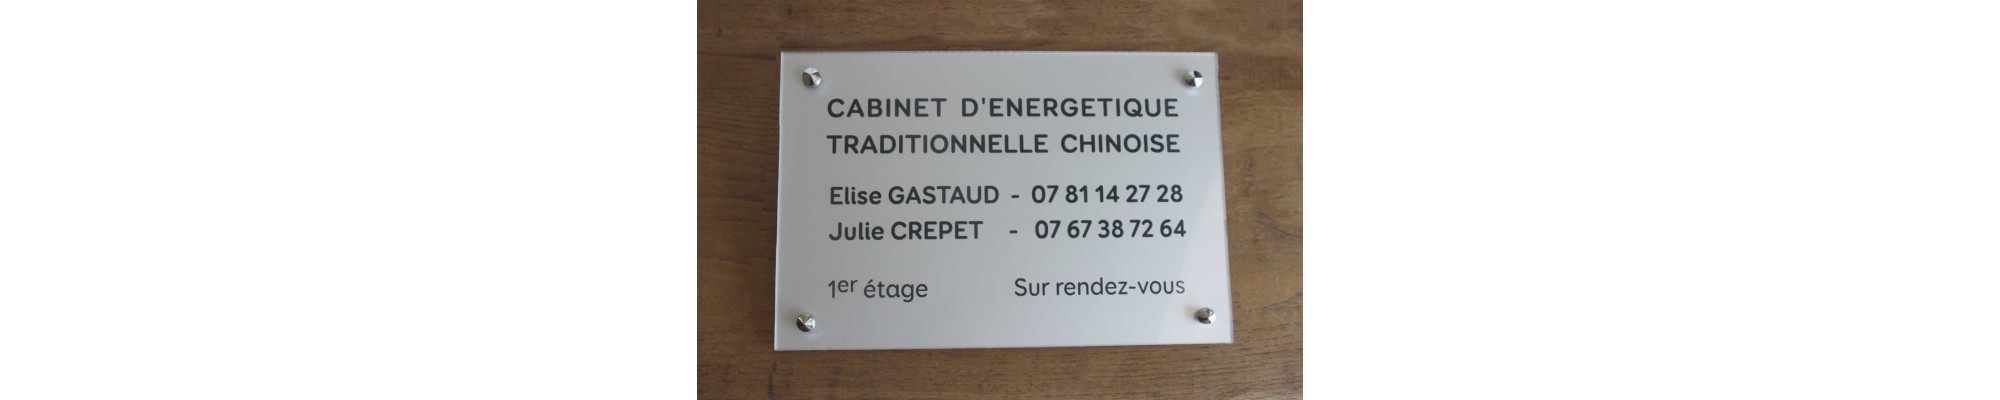 CABINET D'ENERGETIQUE
TRADITIONNELLE CHINOISE
Elise GASTAUD - 07 81 14 27 28
Julie CREPET - 07 67 38 72 64
1er étage Sur rendez-vous